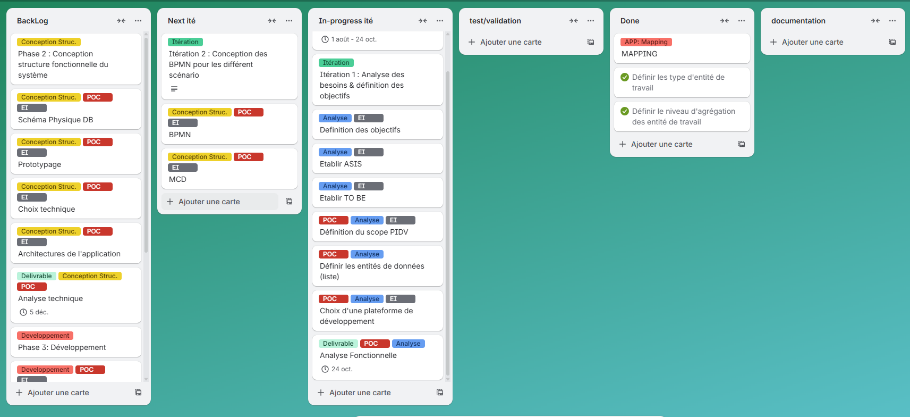 BackLog
Conception Struc.
Phase 2 : Conception
structure fonctionnelle du
système
Conception Struc. POC
EI
Schéma Physique DB
Conception Struc. POC
EI
Prototypage
Conception Struc. POC
EI
Choix technique
Conception Struc. POC
EI
Architectures de l'application
Delivrable Conception Struc.
POC
Analyse technique
5 déc.
Developpement
Phase 3: Développement
Developpement POC
EI
+ Ajouter une carte
Next ité
Itération
Itération 2 : Conception des
BPMN pour les différent
scénario
Conception Struc. POC
EI
BPMN
Conception Struc. POC
EI
MCD
+ Ajouter une carte
In-progress ité
1 août - 24 oct.
Itération
Itération 1 : Analyse des
besoins & définition des
objectifs
Analyse EI
Definition des objectifs
Analyse EI
Etablir ASIS
Analyse EI
Etablir TO BE
POC Analyse EI
Définition du scope PIDV
POC Analyse
Définir les entités de données
(liste)
POC Analyse EI
Choix d'une plateforme de
développement
Delivrable POC Analyse
Analyse Fonctionnelle
24 oct.
+ Ajouter une carte
test/validation
+ Ajouter une carte
Done
APP: Mapping
MAPPING
Définir les type d'entité de
travail
Définir le niveau d'agrégation
des entité de travail
+ Ajouter une carte
documentation
+ Ajouter une carte